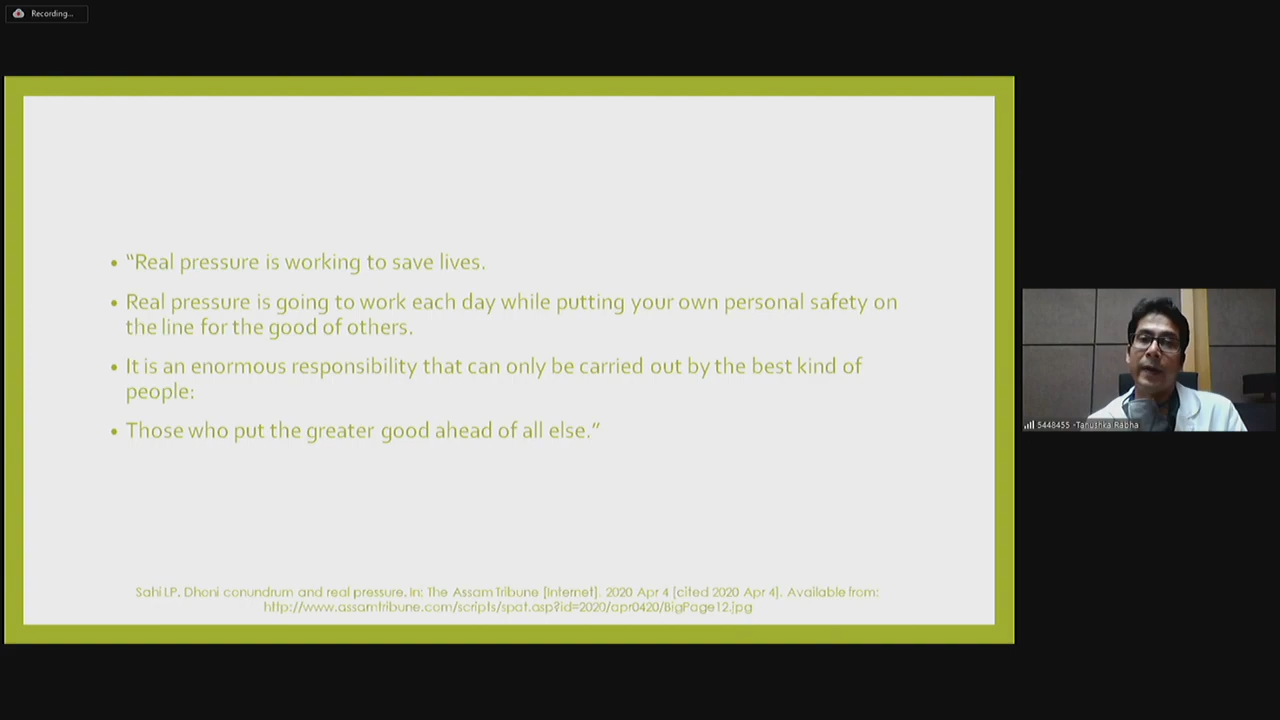 Recording...
• “Real pressure is working to save lives.
• Real pressure is going to work each day while putting your own personal safety on
the line for the good of others.
• It is an enormous responsibility that can only be carried out by the best kind of
people:
• Those who put the greater good ahead of all else.”
Sahi LP. Dhoni conundrum and real pressure. In: The Assam Tribune [Internet]. 2020 Apr 4 [cited 2020 Apr 4]. Available from:
http://www.assamtribune.com/scripts/spat.asp?id=2020/apr0420/BigPage12.jpg
5448455 -Tanushka Rabha